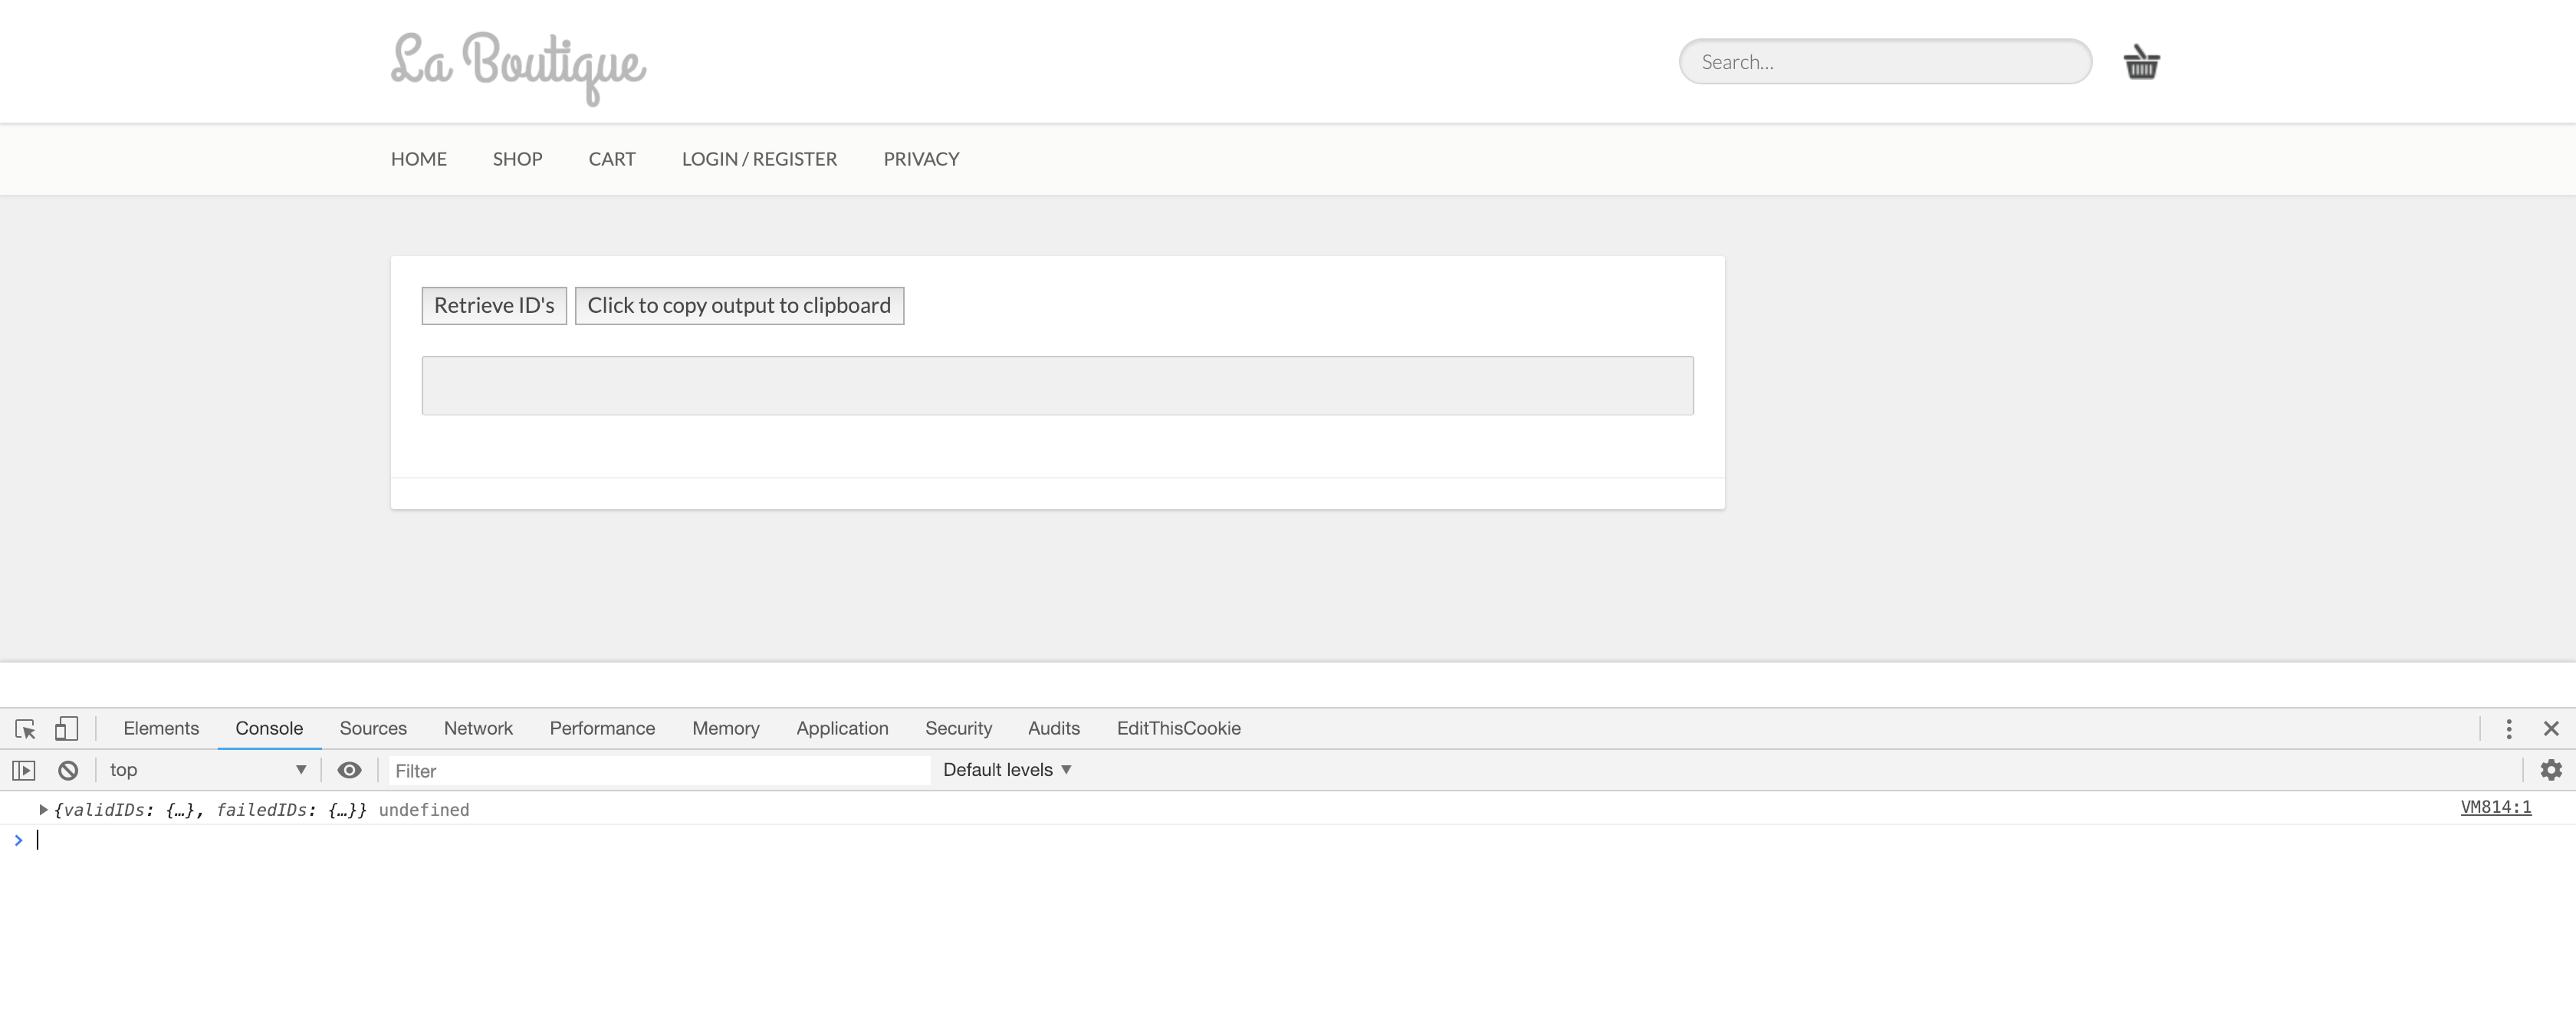 La Boutique
Search...
HOME SHOP CART LOGIN / REGISTER PRIVACY
Retrieve ID's Click to copy output to clipboard
Elements Console Sources Network Performance Memory Application Security Audits EditThisCookie
top Filter Default levels
{validIDs: {…}, failedIDs: {…}} undefined VM814:1